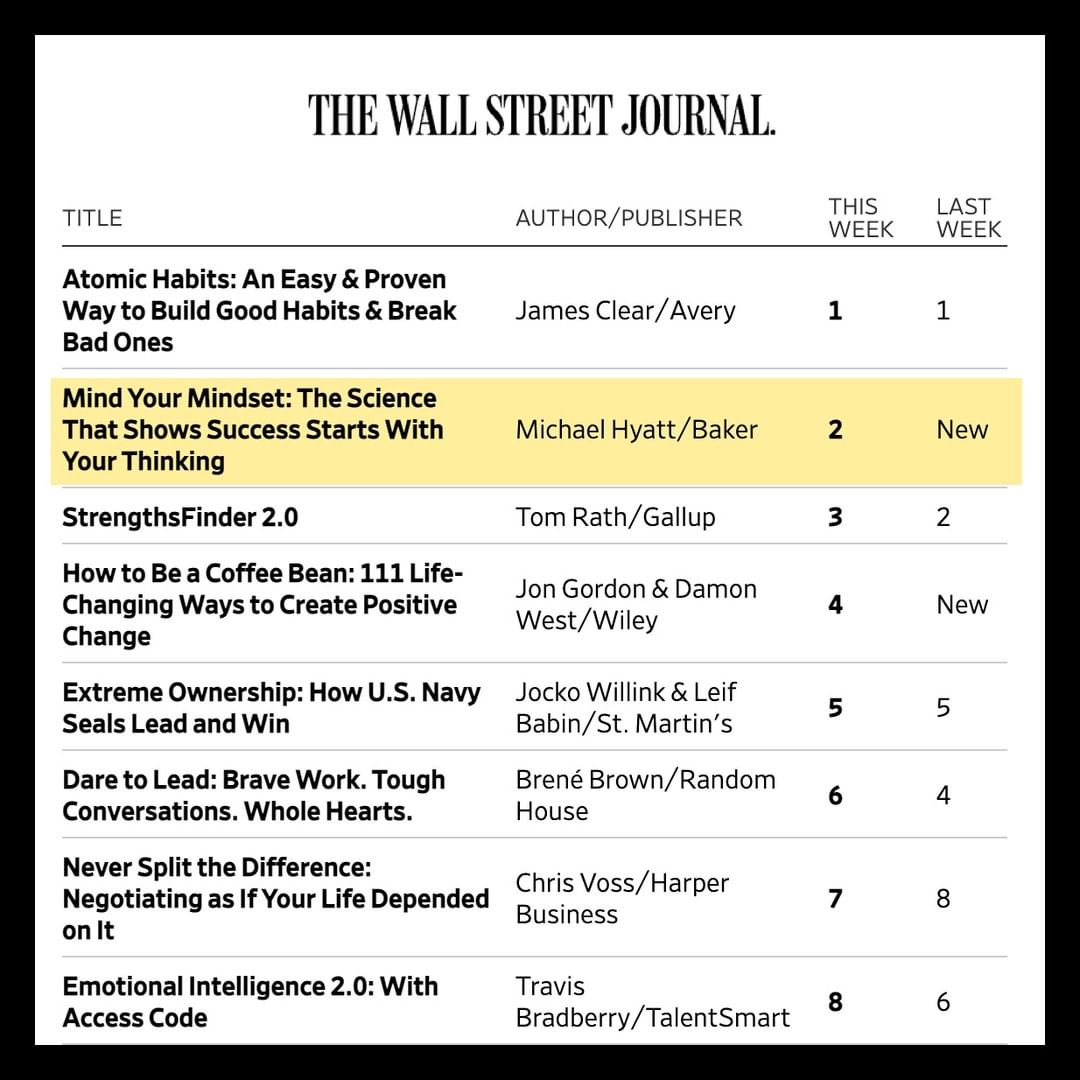 THE WALL STREET JOURNAL.
TITLE
AUTHOR/PUBLISHER
THIS
WEEK
LAST
WEEK
Atomic Habits: An Easy & Proven
Way to Build Good Habits & Break
Bad Ones
James Clear/Avery
1
1
Mind Your Mindset: The Science
That Shows Success Starts With
Your Thinking
Michael Hyatt/Baker
2
New
StrengthsFinder 2.0
Tom Rath/Gallup
3
2
How to Be a Coffee Bean: 111 Life-
Changing Ways to Create Positive
Change
Jon Gordon & Damon
West/Wiley
4
New
Extreme Ownership: How U.S. Navy
Seals Lead and Win
Jocko Willink & Leif
Babin/St. Martin's
5
5
Dare to Lead: Brave Work. Tough
Conversations. Whole Hearts.
Brené Brown/Random
House
6
4
Never Split the Difference:
Negotiating as If Your Life Depended
on It
Chris Voss/Harper
Business
7
8
Emotional Intelligence 2.0: With
Access Code
Travis
Bradberry/TalentSmart
8
6